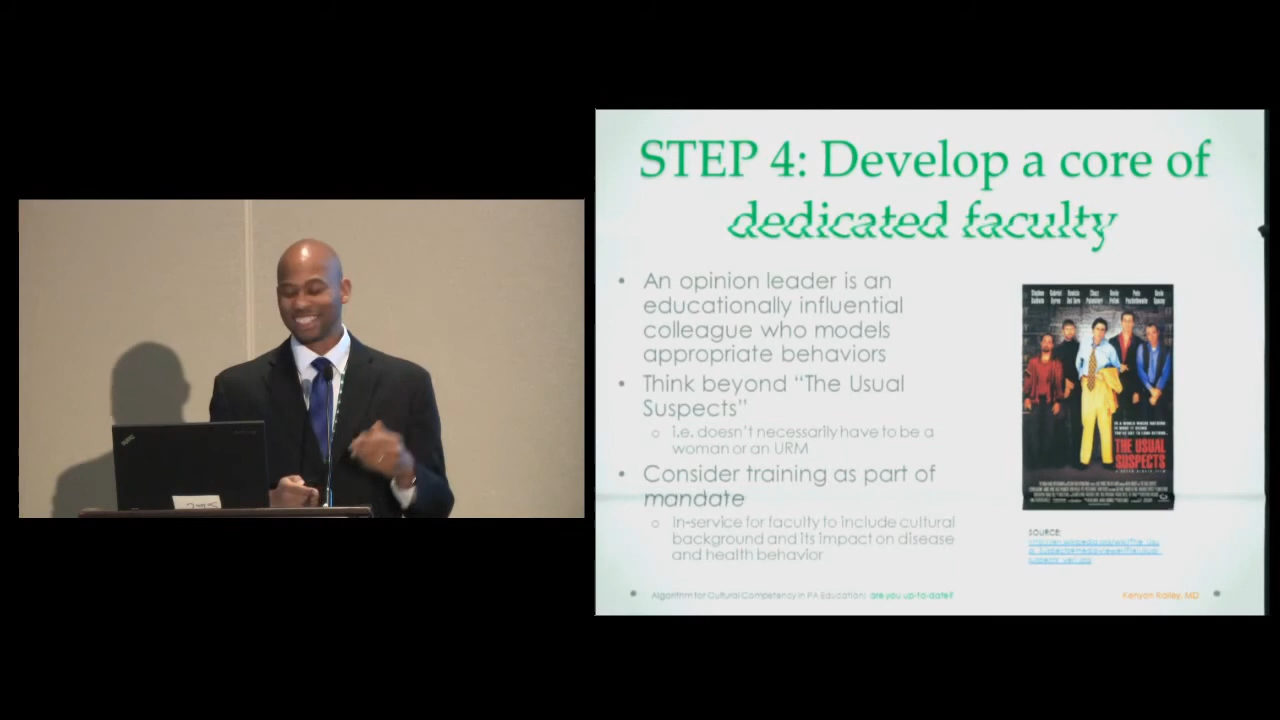 STEP 4: Develop a core of
dedicated faculty
• An opinion leader is an
educationally influential
colleague who models
appropriate behaviors
• Think beyond “The Usual
Suspects”
o i.e. doesn’t necessarily have to be a
woman or an URM
• Consider training as part of
mandate
o In-service for faculty to include cultural
background and its impact on disease
and health behavior
THE USUAL
SUSPECTS
SOURCE:
Algorithm for Cultural Competency in PA Education| are you up-to-date?
Kenyon Railey, MD